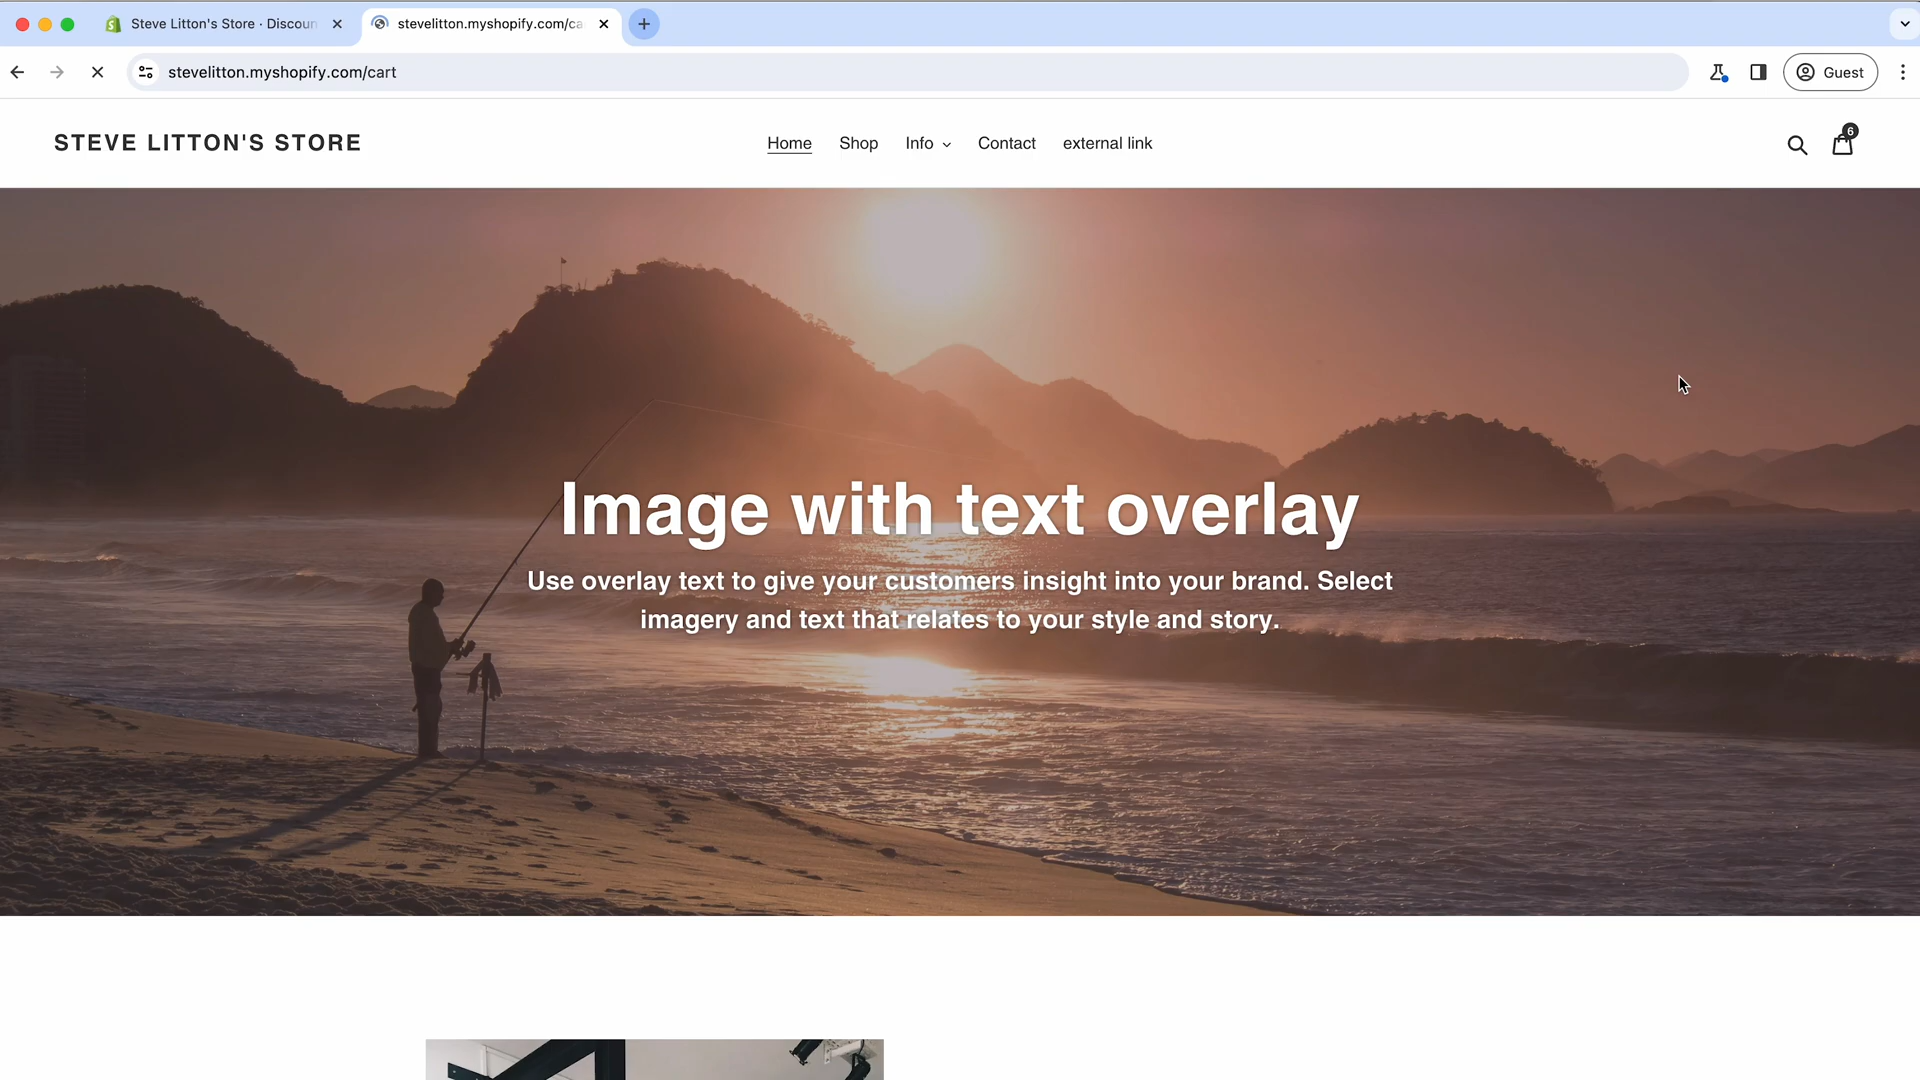 Steve Litton's Store · Discoun
stevelitton.myshopify.com/ca
stevelitton.myshopify.com/cart
Guest
STEVE LITTON'S STORE
Home
Shop
Info
Contact
external link
6
Image with text overlay
Use overlay text to give your customers insight into your brand. Select
imagery and text that relates to your style and story.